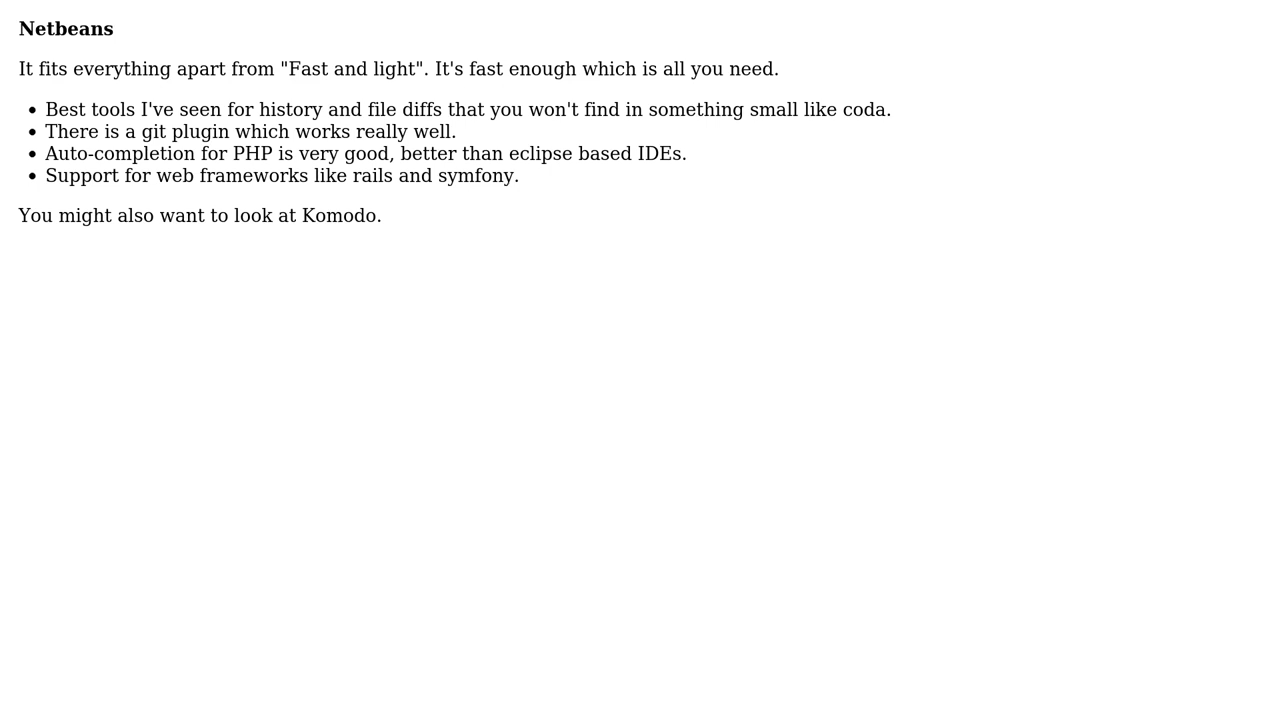 Netbeans
It fits everything apart from "Fast and light". It's fast enough which is all you need.
• Best tools I've seen for history and file diffs that you won't find in something small like coda.
• There is a git plugin which works really well.
• Auto-completion for PHP is very good, better than eclipse based IDEs.
• Support for web frameworks like rails and symfony.
You might also want to look at Komodo.